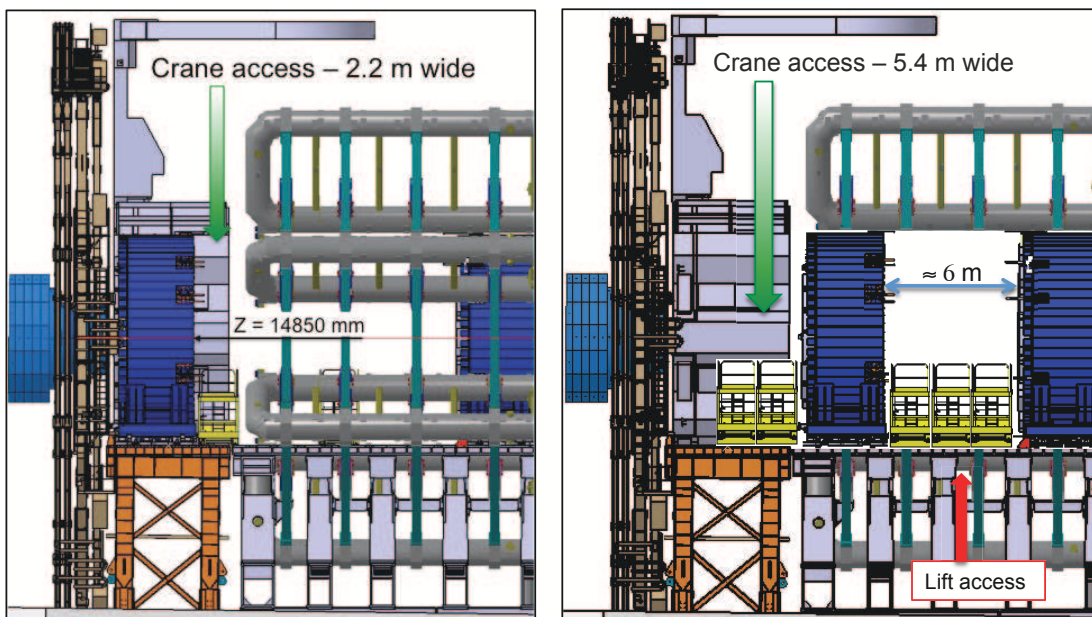 Crane access – 2.2 m wide
Z = 14850 mm
Crane access – 5.4 m wide
≈ 6 m
Lift access